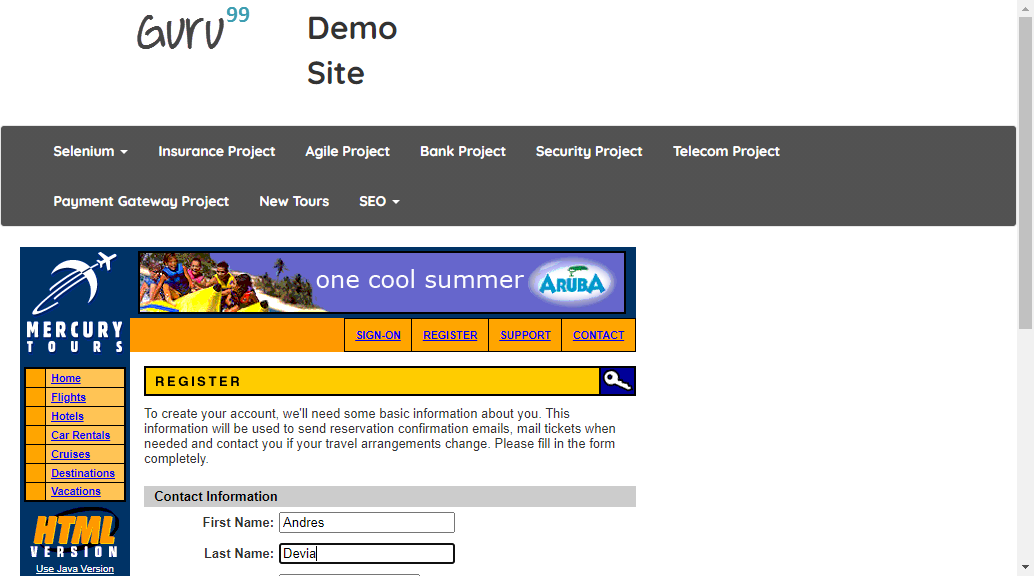 Guru99
Demo
Site
Selenium
Insurance Project
Agile Project
Bank Project
Security Project
Telecom Project
Payment Gateway Project
New Tours
SEO
one cool summer
ARUBA
MERCURY
TOURS
SIGN-ON
REGISTER
SUPPORT
CONTACT
Home
Flights
Hotels
Car Rentals
Cruises
Destinations
Vacations
HTML
VERSION
Use Java Version
REGISTER
To create your account, we'll need some basic information about you. This
information will be used to send reservation confirmation emails, mail tickets when
needed and contact you if your travel arrangements change. Please fill in the form
completely.
Contact Information
First Name: Andres
Last Name: Devia